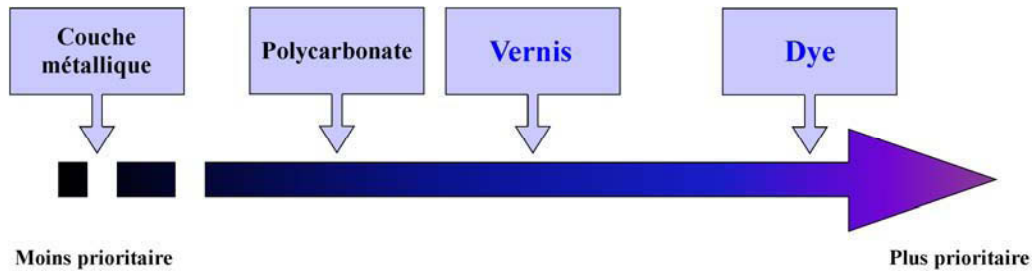 Couche
métallique
Polycarbonate
Vernis
Dye
Moins prioritaire
Plus prioritaire